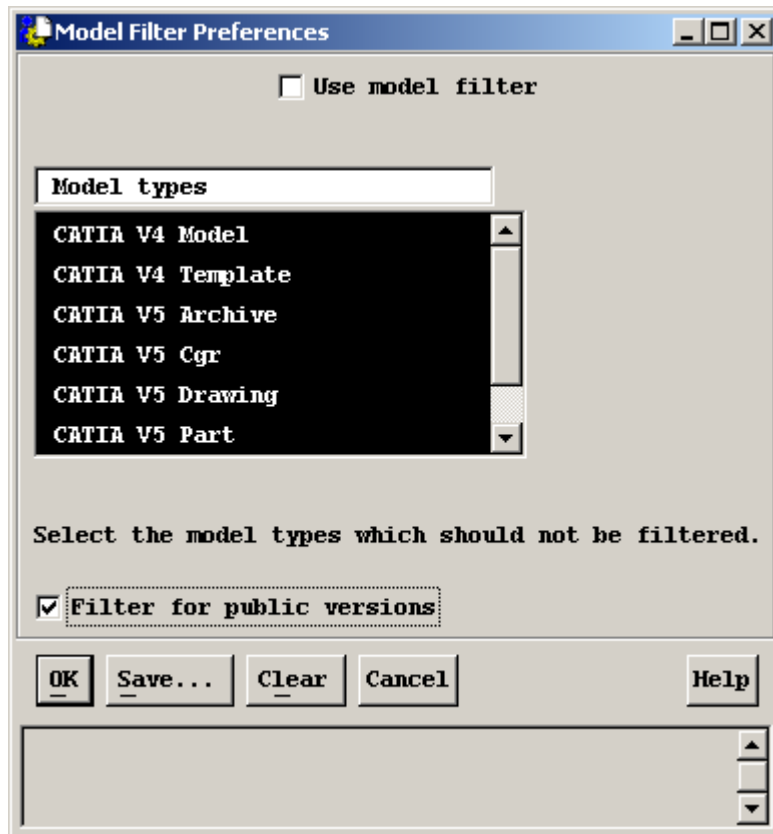 Model Filter Preferences
Use model filter
Model types
CATIA V4 Model
CATIA V4 Template
CATIA V5 Archive
CATIA V5 Cgr
CATIA V5 Drawing
CATIA V5 Part
Select the model types which should not be filtered.
Filter for public versions
OK Save... Clear Cancel Help